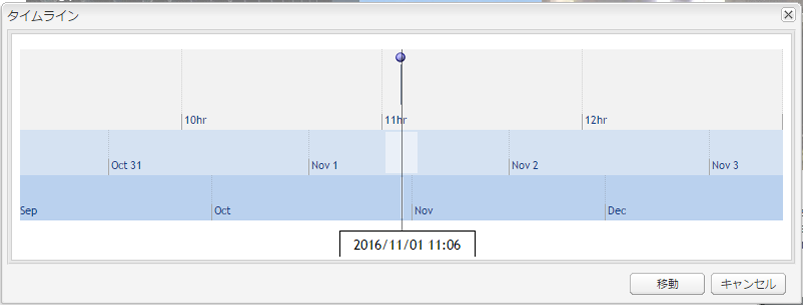 タイムライン
10hr
11hr
12hr
Oct 31
Nov 1
Nov 2
Nov 3
Sep
Oct
Nov
Dec
2016/11/01 11:06
移動
キャンセル